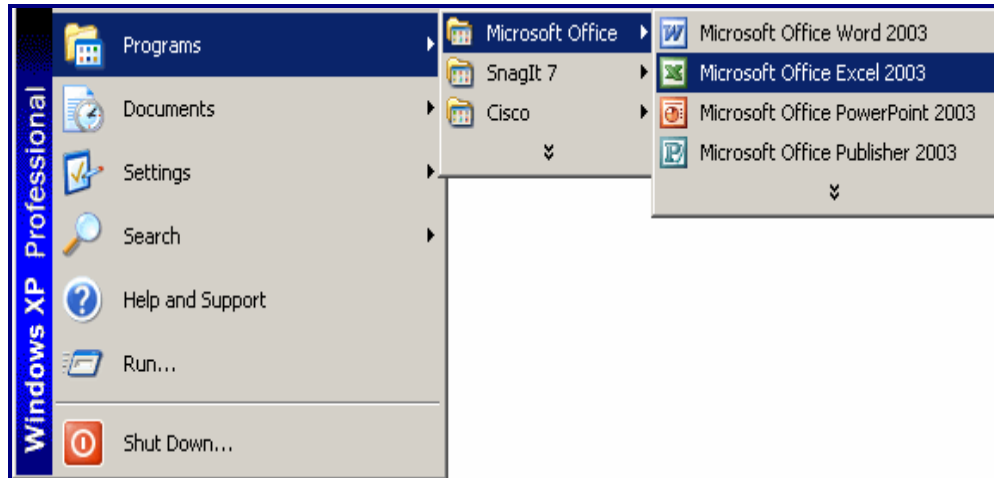 Windows XP Professional
Programs
Documents
Settings
Search
Help and Support
Run...
Shut Down...
Microsoft Office
SnagIt 7
Cisco
Microsoft Office Word 2003
Microsoft Office Excel 2003
Microsoft Office PowerPoint 2003
Microsoft Office Publisher 2003